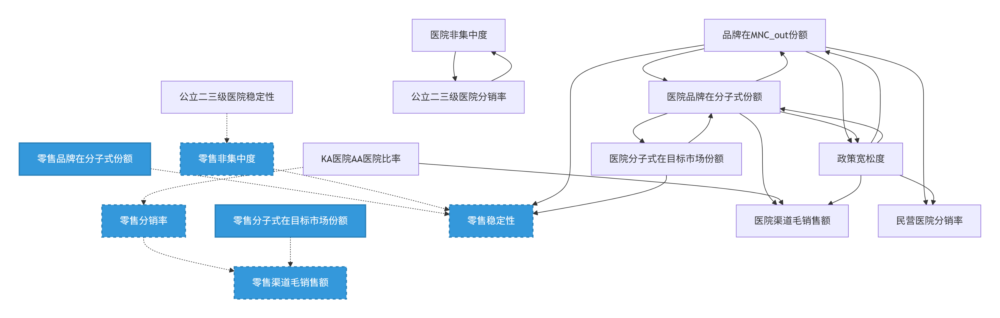 医院非集中度
品牌在MNC_out份额
公立二三级医院稳定性
公立二三级医院分销率
医院品牌在分子式份额
零售品牌在分子式份额
零售非集中度
KA医院AA医院比率
医院分子式在目标市场份额
政策宽松度
零售分销率
零售分子式在目标市场份额
零售稳定性
医院渠道毛销售额
民营医院分销率
零售渠道毛销售额